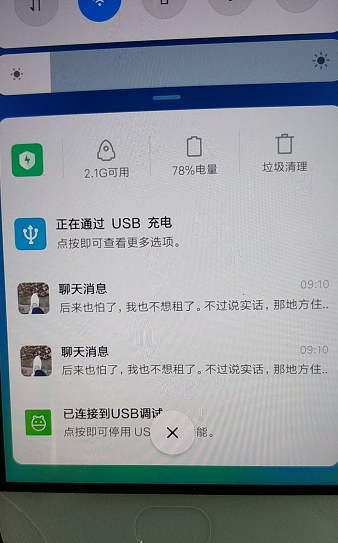 2.1G可用
78%电量
垃圾清理
正在通过 USB 充电
点按即可查看更多选项。
聊天消息
09:10
后来也怕了，我也不想租了。不过说实话，那地方住..
聊天消息
09:10
后来也怕了，我也不想租了。不过说实话，那地方住..
已连接到USB调试
点按即可停用 US 能。